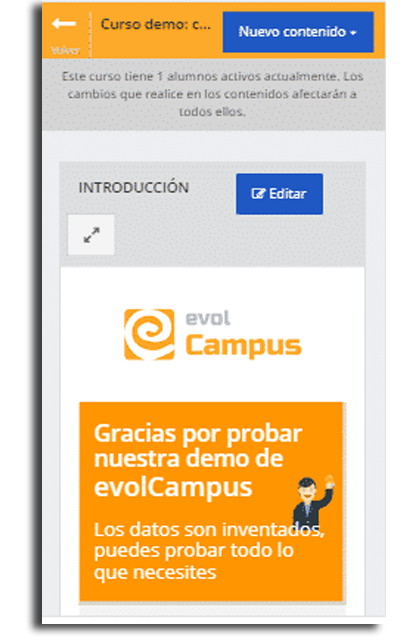 Curso demo: c...
Nuevo contenido
Volver
Este curso tiene 1 alumnos activos actualmente. Los
cambios que realice en los contenidos afectarán a
todos ellos.
INTRODUCCIÓN
Editar
evol
Campus
Gracias por probar
nuestra demo de
evolCampus
Los datos son inventados,
puedes probar todo lo
que necesites